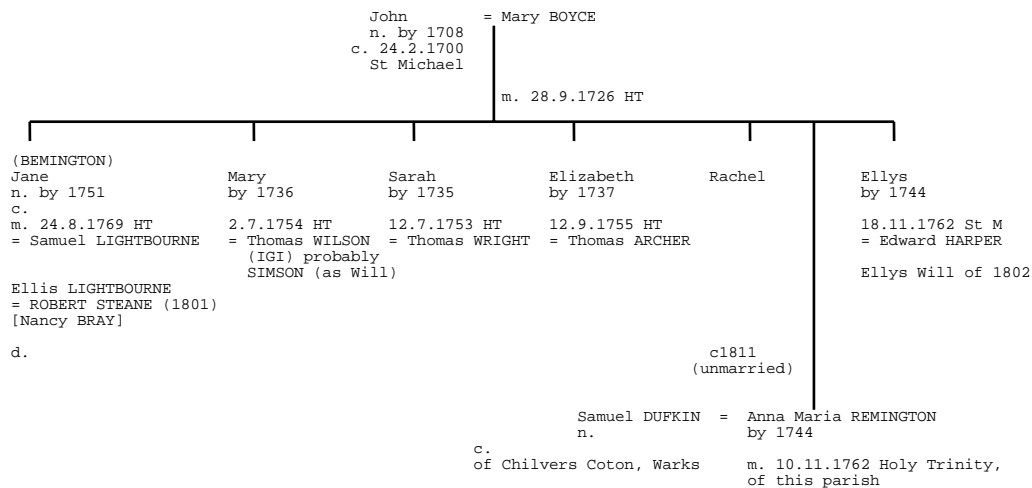 John = Mary BOYCE
n. by 1708
c. 24.2.1700
St Michael
m. 28.9.1726 HT
(BEMINGTON)
Jane Mary Sarah Elizabeth Rachel Ellys
n. by 1751 by 1736 by 1735 by 1737 by 1744
c.
m. 24.8.1769 HT 2.7.1754 HT 12.7.1753 HT 12.9.1755 HT 18.11.1762 St M
= Samuel LIGHTBOURNE = Thomas WILSON = Thomas WRIGHT = Thomas ARCHER = Edward HARPER
(IGI) probably
SIMSON (as Will) Ellys Will of 1802
Ellis LIGHTBOURNE
= ROBERT STEANE (1801)
[Nancy BRAY]
d. c1811
(unmarried)
Samuel DUFKIN = Anna Maria REMINGTON
n. by 1744
c.
of Chilvers Coton, Warks m. 10.11.1762 Holy Trinity,
of this parish